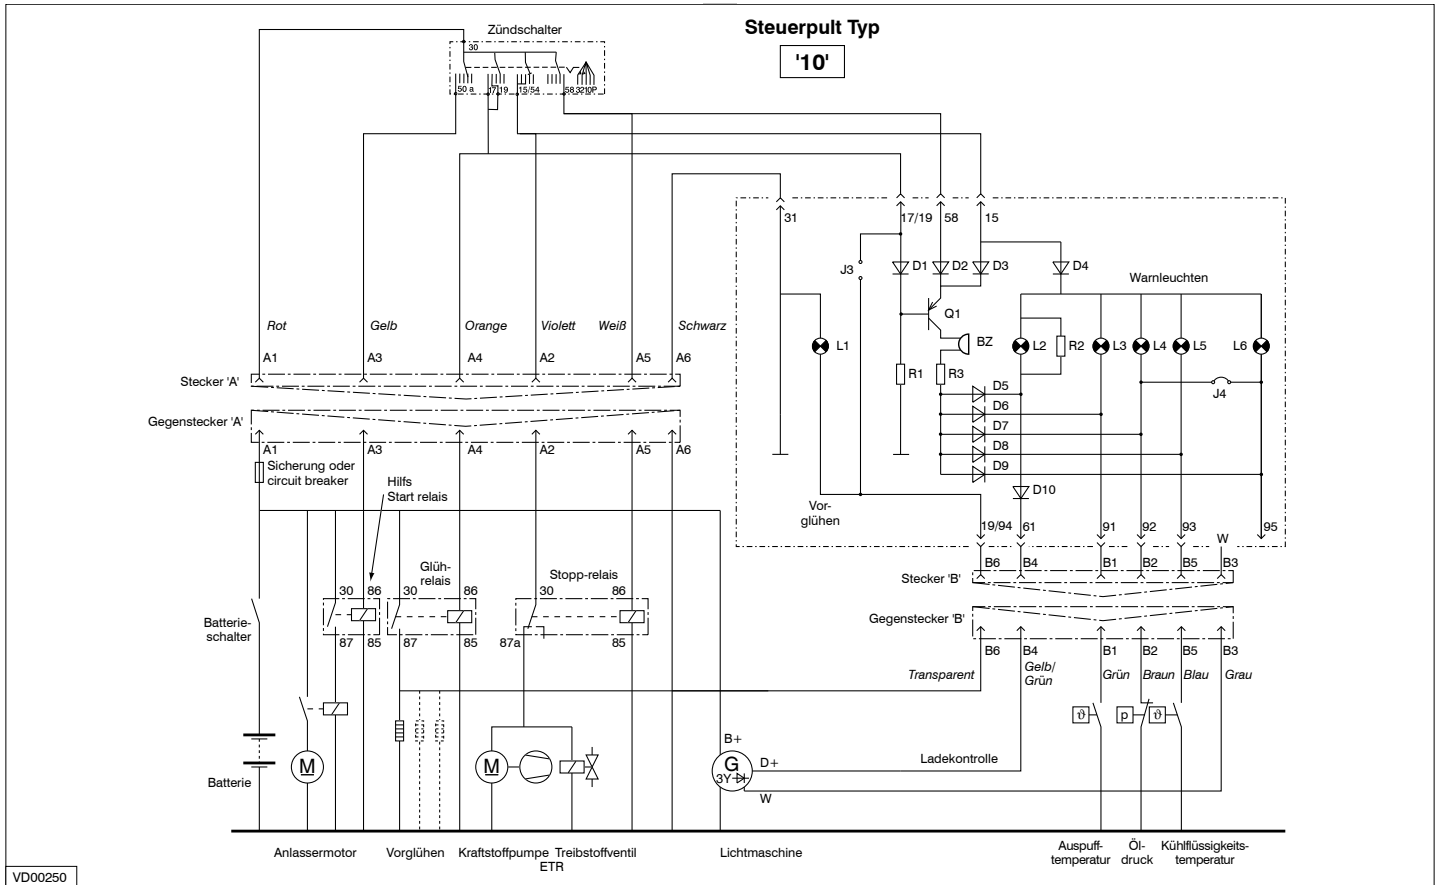 Steuerpult Typ
'10'
Zündschalter
30
50 a
17/19
15/54
58
3210P
31
17/19
58
15
J3
D1
D2
D3
D4
Warnleuchten
Q1
BZ
L1
L2
R2
L3
L4
L5
L6
R1
R3
J4
D5
D6
D7
D8
D9
D10
Vor-
glühen
Rot
Gelb
Orange
Violett
Weiß
Schwarz
A1
A3
A4
A2
A5
A6
Stecker 'A'
Gegenstecker 'A'
A1
A3
A4
A2
A5
A6
Sicherung oder
circuit breaker
Hilfs
Start relais
19/94
61
91
92
93
W
95
B6
B4
B1
B2
B5
B3
Stecker 'B'
Gegenstecker 'B'
B6
B4
B1
B2
B5
B3
Transparent
Gelb/
Grün
Grün
Braun
Blau
Grau
Glüh-
relais
Stopp-relais
30
86
30
86
30
86
87
85
87
85
87a
85
Batterie-
schalter
Batterie
M
M
B+
G
3Y
D+
W
Ladekontrolle
ϑ
p
ϑ
Anlassermotor
Vorglühen
Kraftstoffpumpe
Treibstoffventil
ETR
Lichtmaschine
Auspuff-
temperatur
Öl-
druck
Kühlflüssigkeits-
temperatur
VD00250